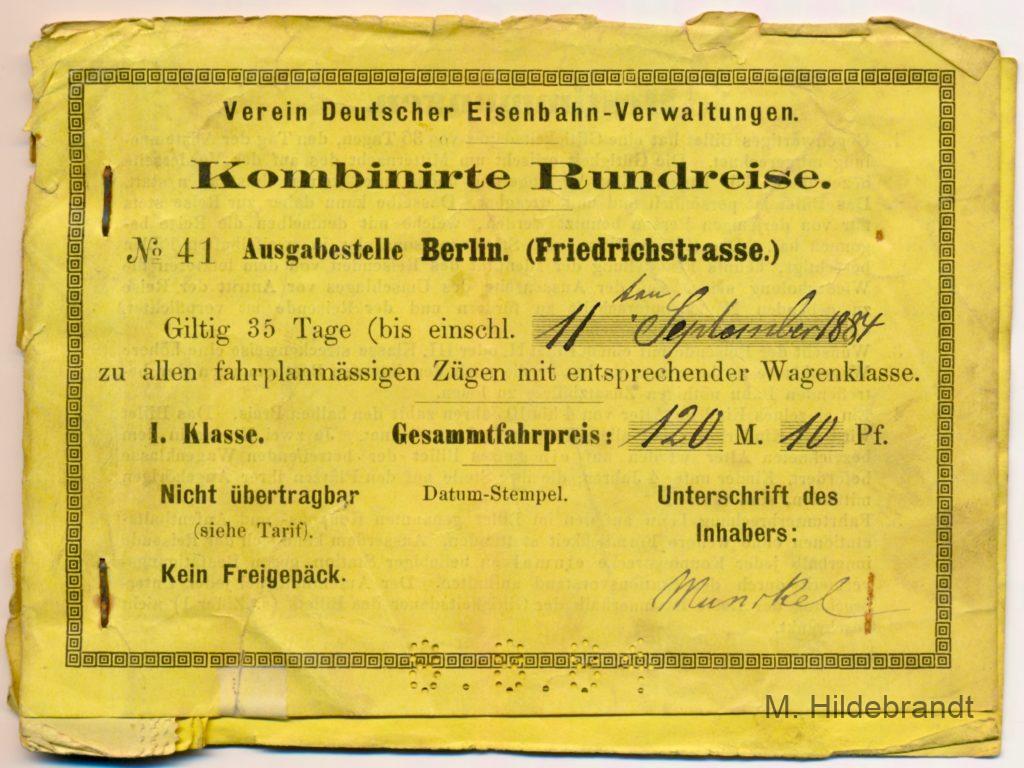 Verein Deutscher Eisenbahn-Verwaltungen.
Kombinirte Rundreise.
No 41 Ausgabestelle Berlin. (Friedrichstrasse.)
Giltig 35 Tage (bis einschl. 11 ten September 1884
zu allen fahrplanmässigen Zügen mit entsprechender Wagenklasse.
I. Klasse. Gesammtfahrpreis: 120 M. 10 Pf.
Nicht übertragbar
(siehe Tarif).
Kein Freigepäck.
Datum-Stempel.
Unterschrift des
Inhabers:
Munckel
M. Hildebrandt